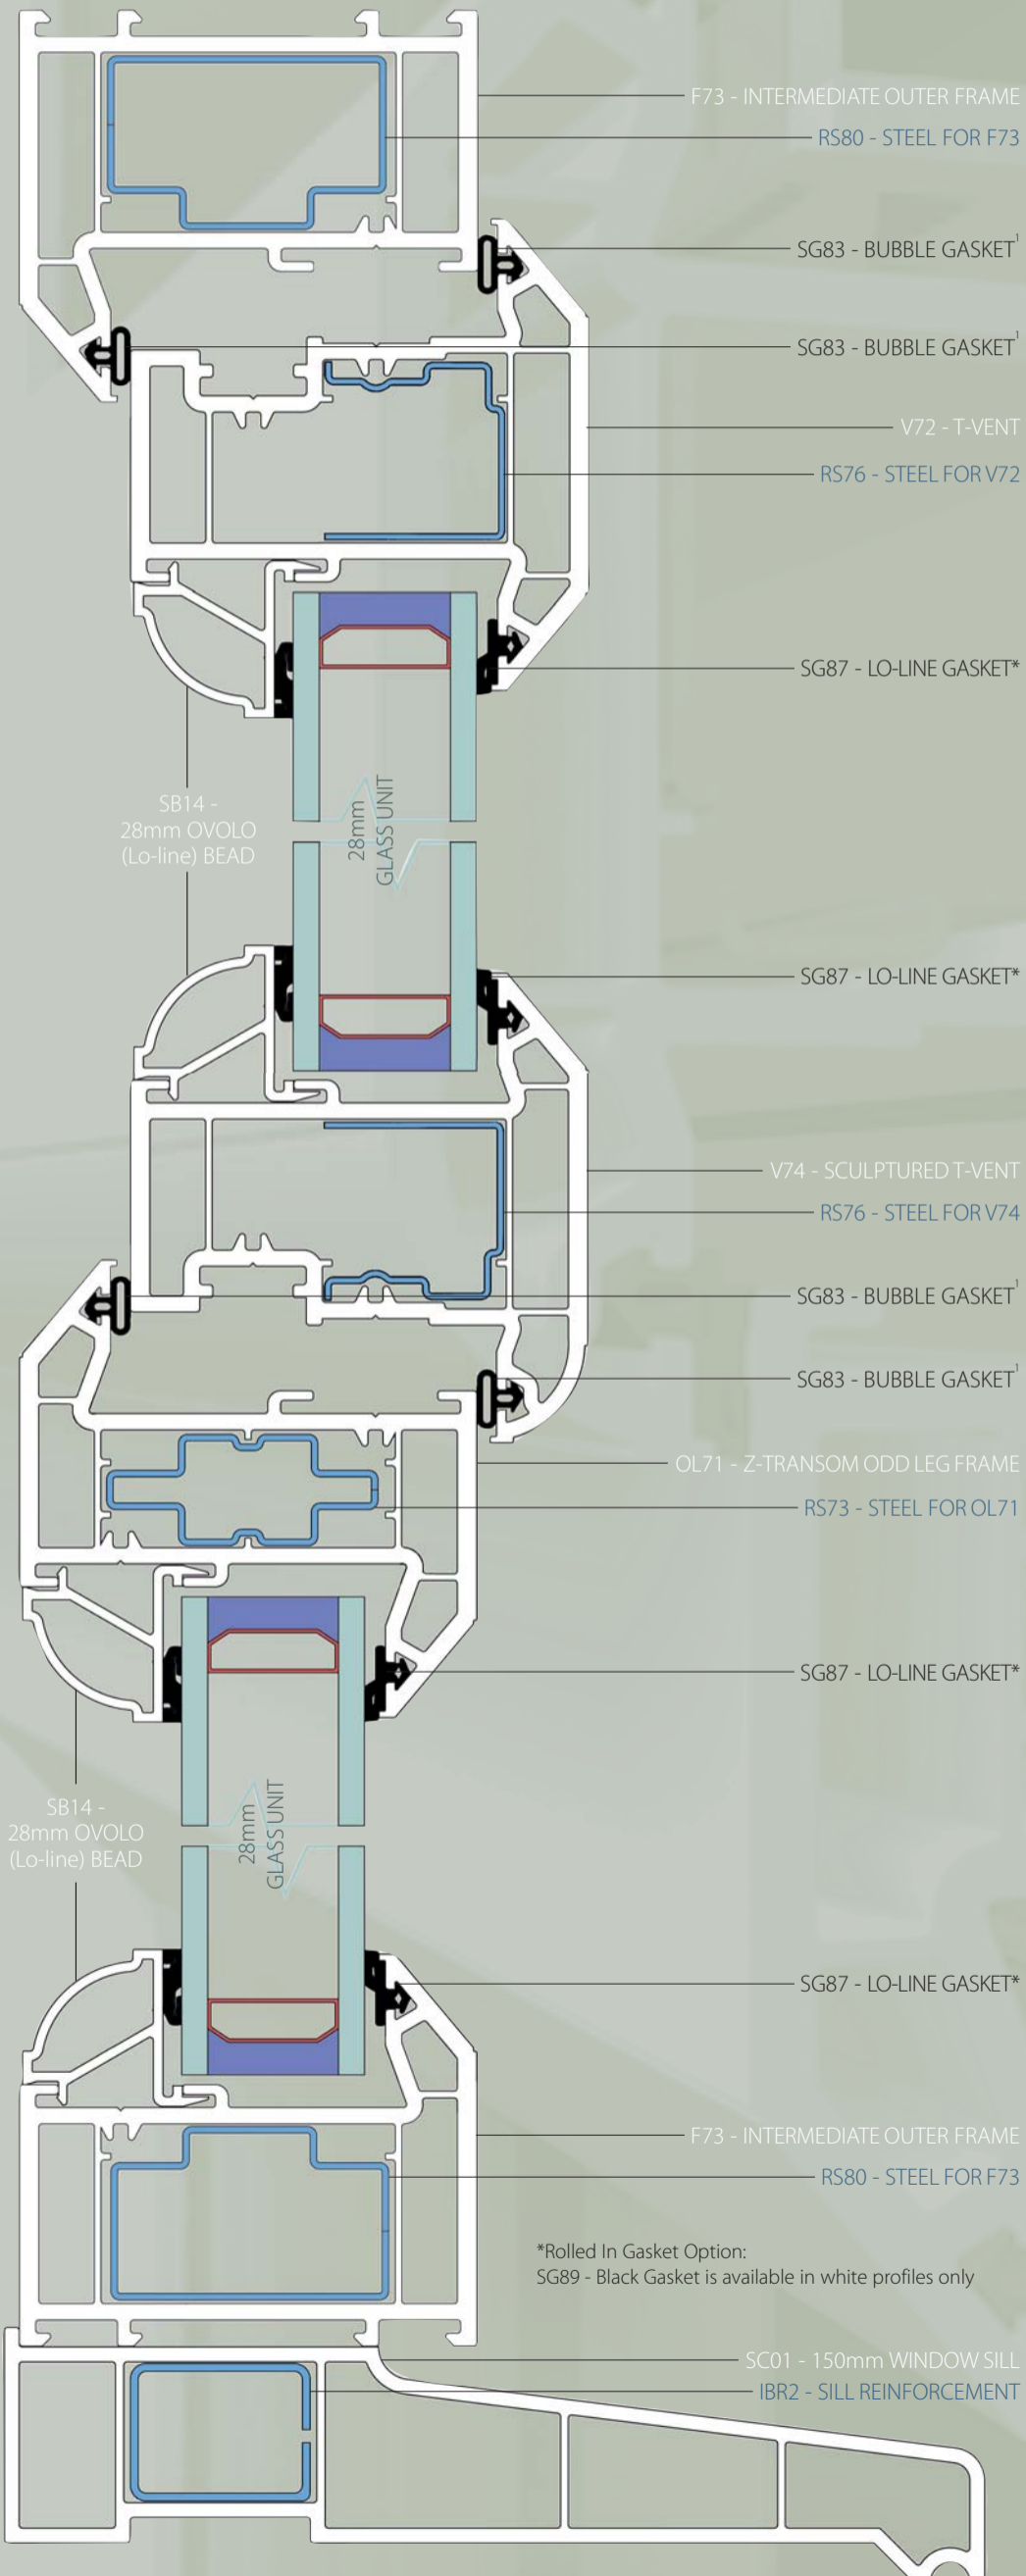 F73 - INTERMEDIATE OUTER FRAME
RS80 - STEEL FOR F73
SG83 - BUBBLE GASKET¹
SG83 - BUBBLE GASKET¹
V72 - T-VENT
RS76 - STEEL FOR V72
SG87 - LO-LINE GASKET*
SB14 -
28mm OVOLO
(Lo-line) BEAD
28mm
GLASS UNIT
SG87 - LO-LINE GASKET*
V74 - SCULPTURED T-VENT
RS76 - STEEL FOR V74
SG83 - BUBBLE GASKET¹
SG83 - BUBBLE GASKET¹
OL71 - Z-TRANSOM ODD LEG FRAME
RS73 - STEEL FOR OL71
SG87 - LO-LINE GASKET*
SB14 -
28mm OVOLO
(Lo-line) BEAD
28mm
GLASS UNIT
SG87 - LO-LINE GASKET*
F73 - INTERMEDIATE OUTER FRAME
RS80 - STEEL FOR F73
*Rolled In Gasket Option:
SG89 - Black Gasket is available in white profiles only
SC01 - 150mm WINDOW SILL
IBR2 - SILL REINFORCEMENT